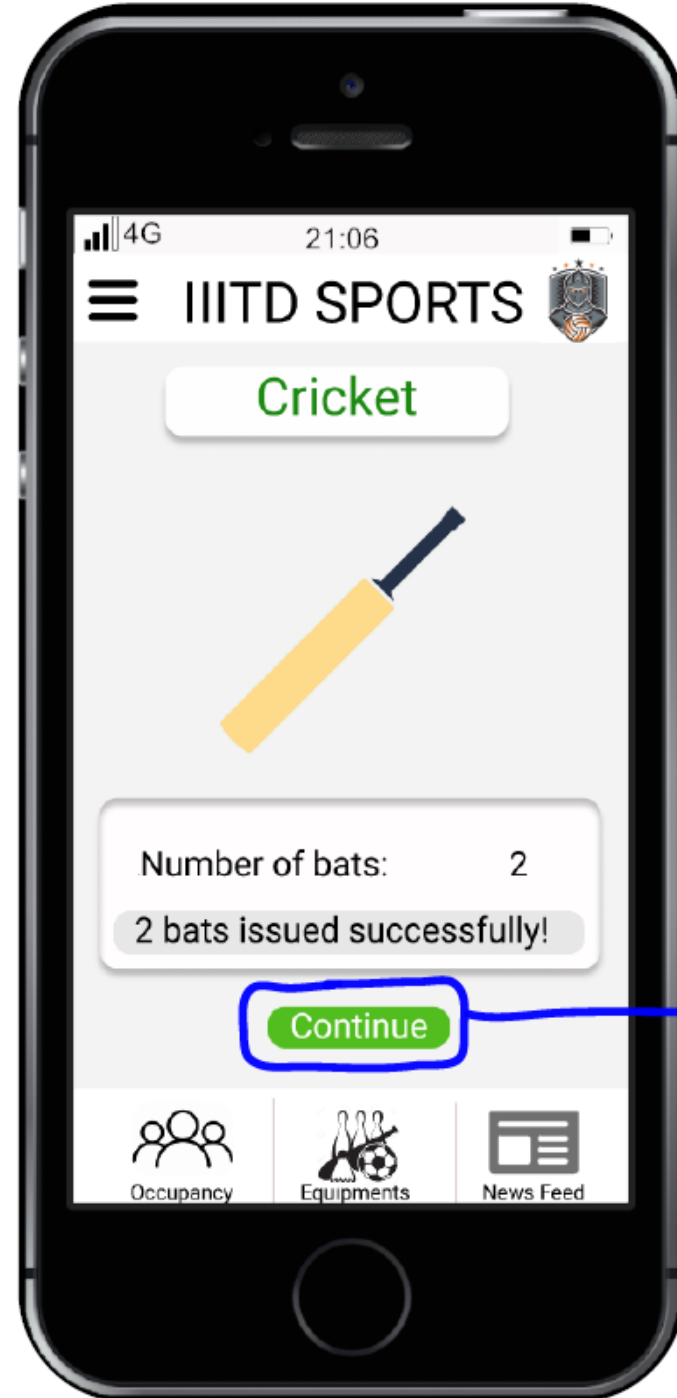 4G 21:06
IIITD SPORTS
Cricket
Number of bats: 2
2 bats issued successfully!
Continue
Occupancy Equipments News Feed